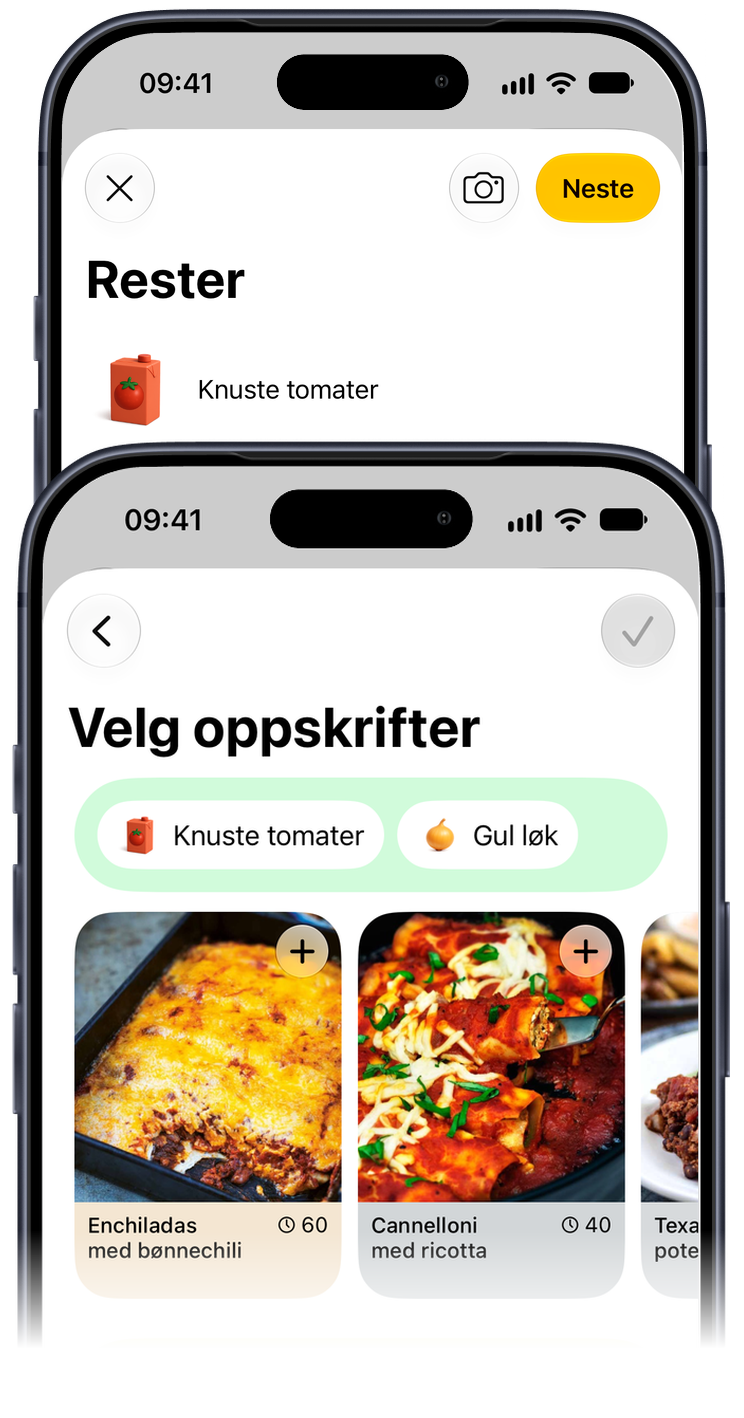 09:41
Neste
Rester
Knuste tomater
09:41
Velg oppskrifter
Knuste tomater
Gul løk
Enchiladas 60
med bønnechili
Cannelloni 40
med ricotta
Texa
pote